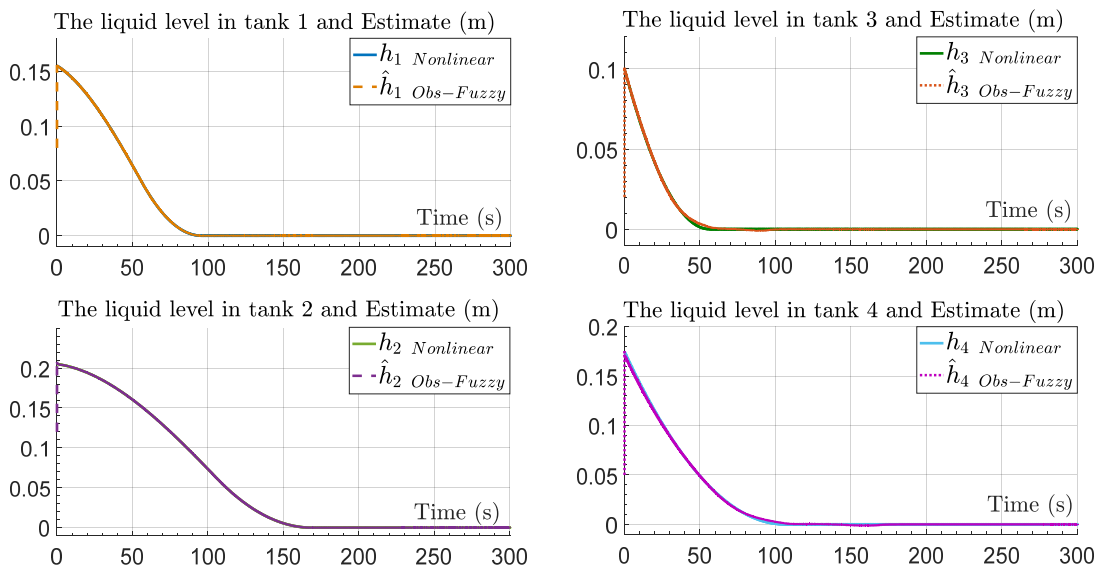 The liquid level in tank 1 and Estimate (m)
h1 Nonlinear
ĥ1 Obs−Fuzzy
0.15
0.1
0.05
0
Time (s)
0 50 100 150 200 250 300
The liquid level in tank 3 and Estimate (m)
h3 Nonlinear
ĥ3 Obs−Fuzzy
0.1
0.05
0
Time (s)
0 50 100 150 200 250 300
The liquid level in tank 2 and Estimate (m)
h2 Nonlinear
ĥ2 Obs−Fuzzy
0.2
0.15
0.1
0.05
0
Time (s)
0 50 100 150 200 250 300
The liquid level in tank 4 and Estimate (m)
h4 Nonlinear
ĥ4 Obs−Fuzzy
0.2
0.15
0.1
0.05
0
Time (s)
0 50 100 150 200 250 300